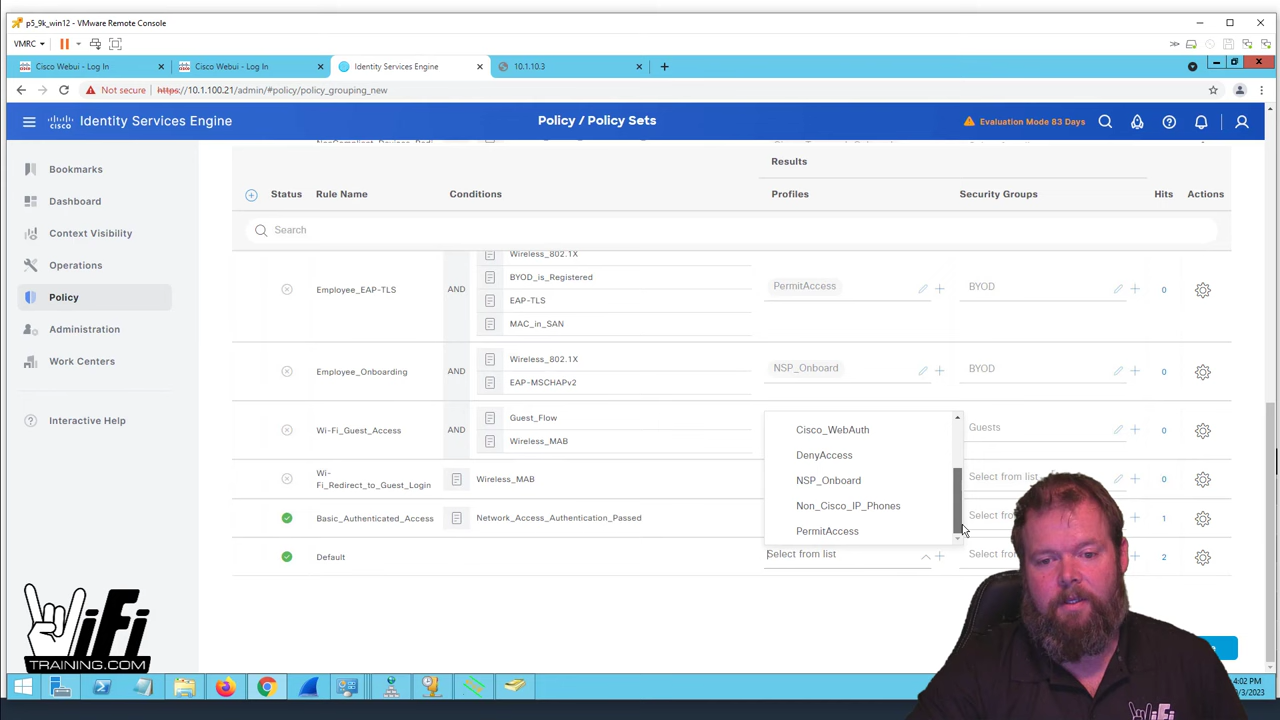 p5_9k_win12 - VMware Remote Console
VMRC
Cisco Webui - Log In
Cisco Webui - Log In
Identity Services Engine
10.1.10.3
Not secure https://10.1.100.21/admin/#policy/policy_grouping_new
CISCO
Identity Services Engine
Policy / Policy Sets
Evaluation Mode 83 Days
Bookmarks
Dashboard
Context Visibility
Operations
Policy
Administration
Work Centers
Interactive Help
Results
Status Rule Name Conditions Profiles Security Groups Hits Actions
Search
Wireless_802.1X
BYOD_is_Registered
Employee_EAP-TLS AND PermitAccess BYOD 0
EAP-TLS
MAC_in_SAN
Wireless_802.1X
Employee_Onboarding AND NSP_Onboard BYOD 0
EAP-MSCHAPv2
Guest_Flow
Wi-Fi_Guest_Access AND Guests 0
Wireless_MAB
Wi-
Fi_Redirect_to_Guest_Login Wireless_MAB Select from list 0
Basic_Authenticated_Access Network_Access_Authentication_Passed 1
Default Select from list 2
Cisco_WebAuth
DenyAccess
NSP_Onboard
Non_Cisco_IP_Phones
PermitAccess
WiFi
TRAINING.COM